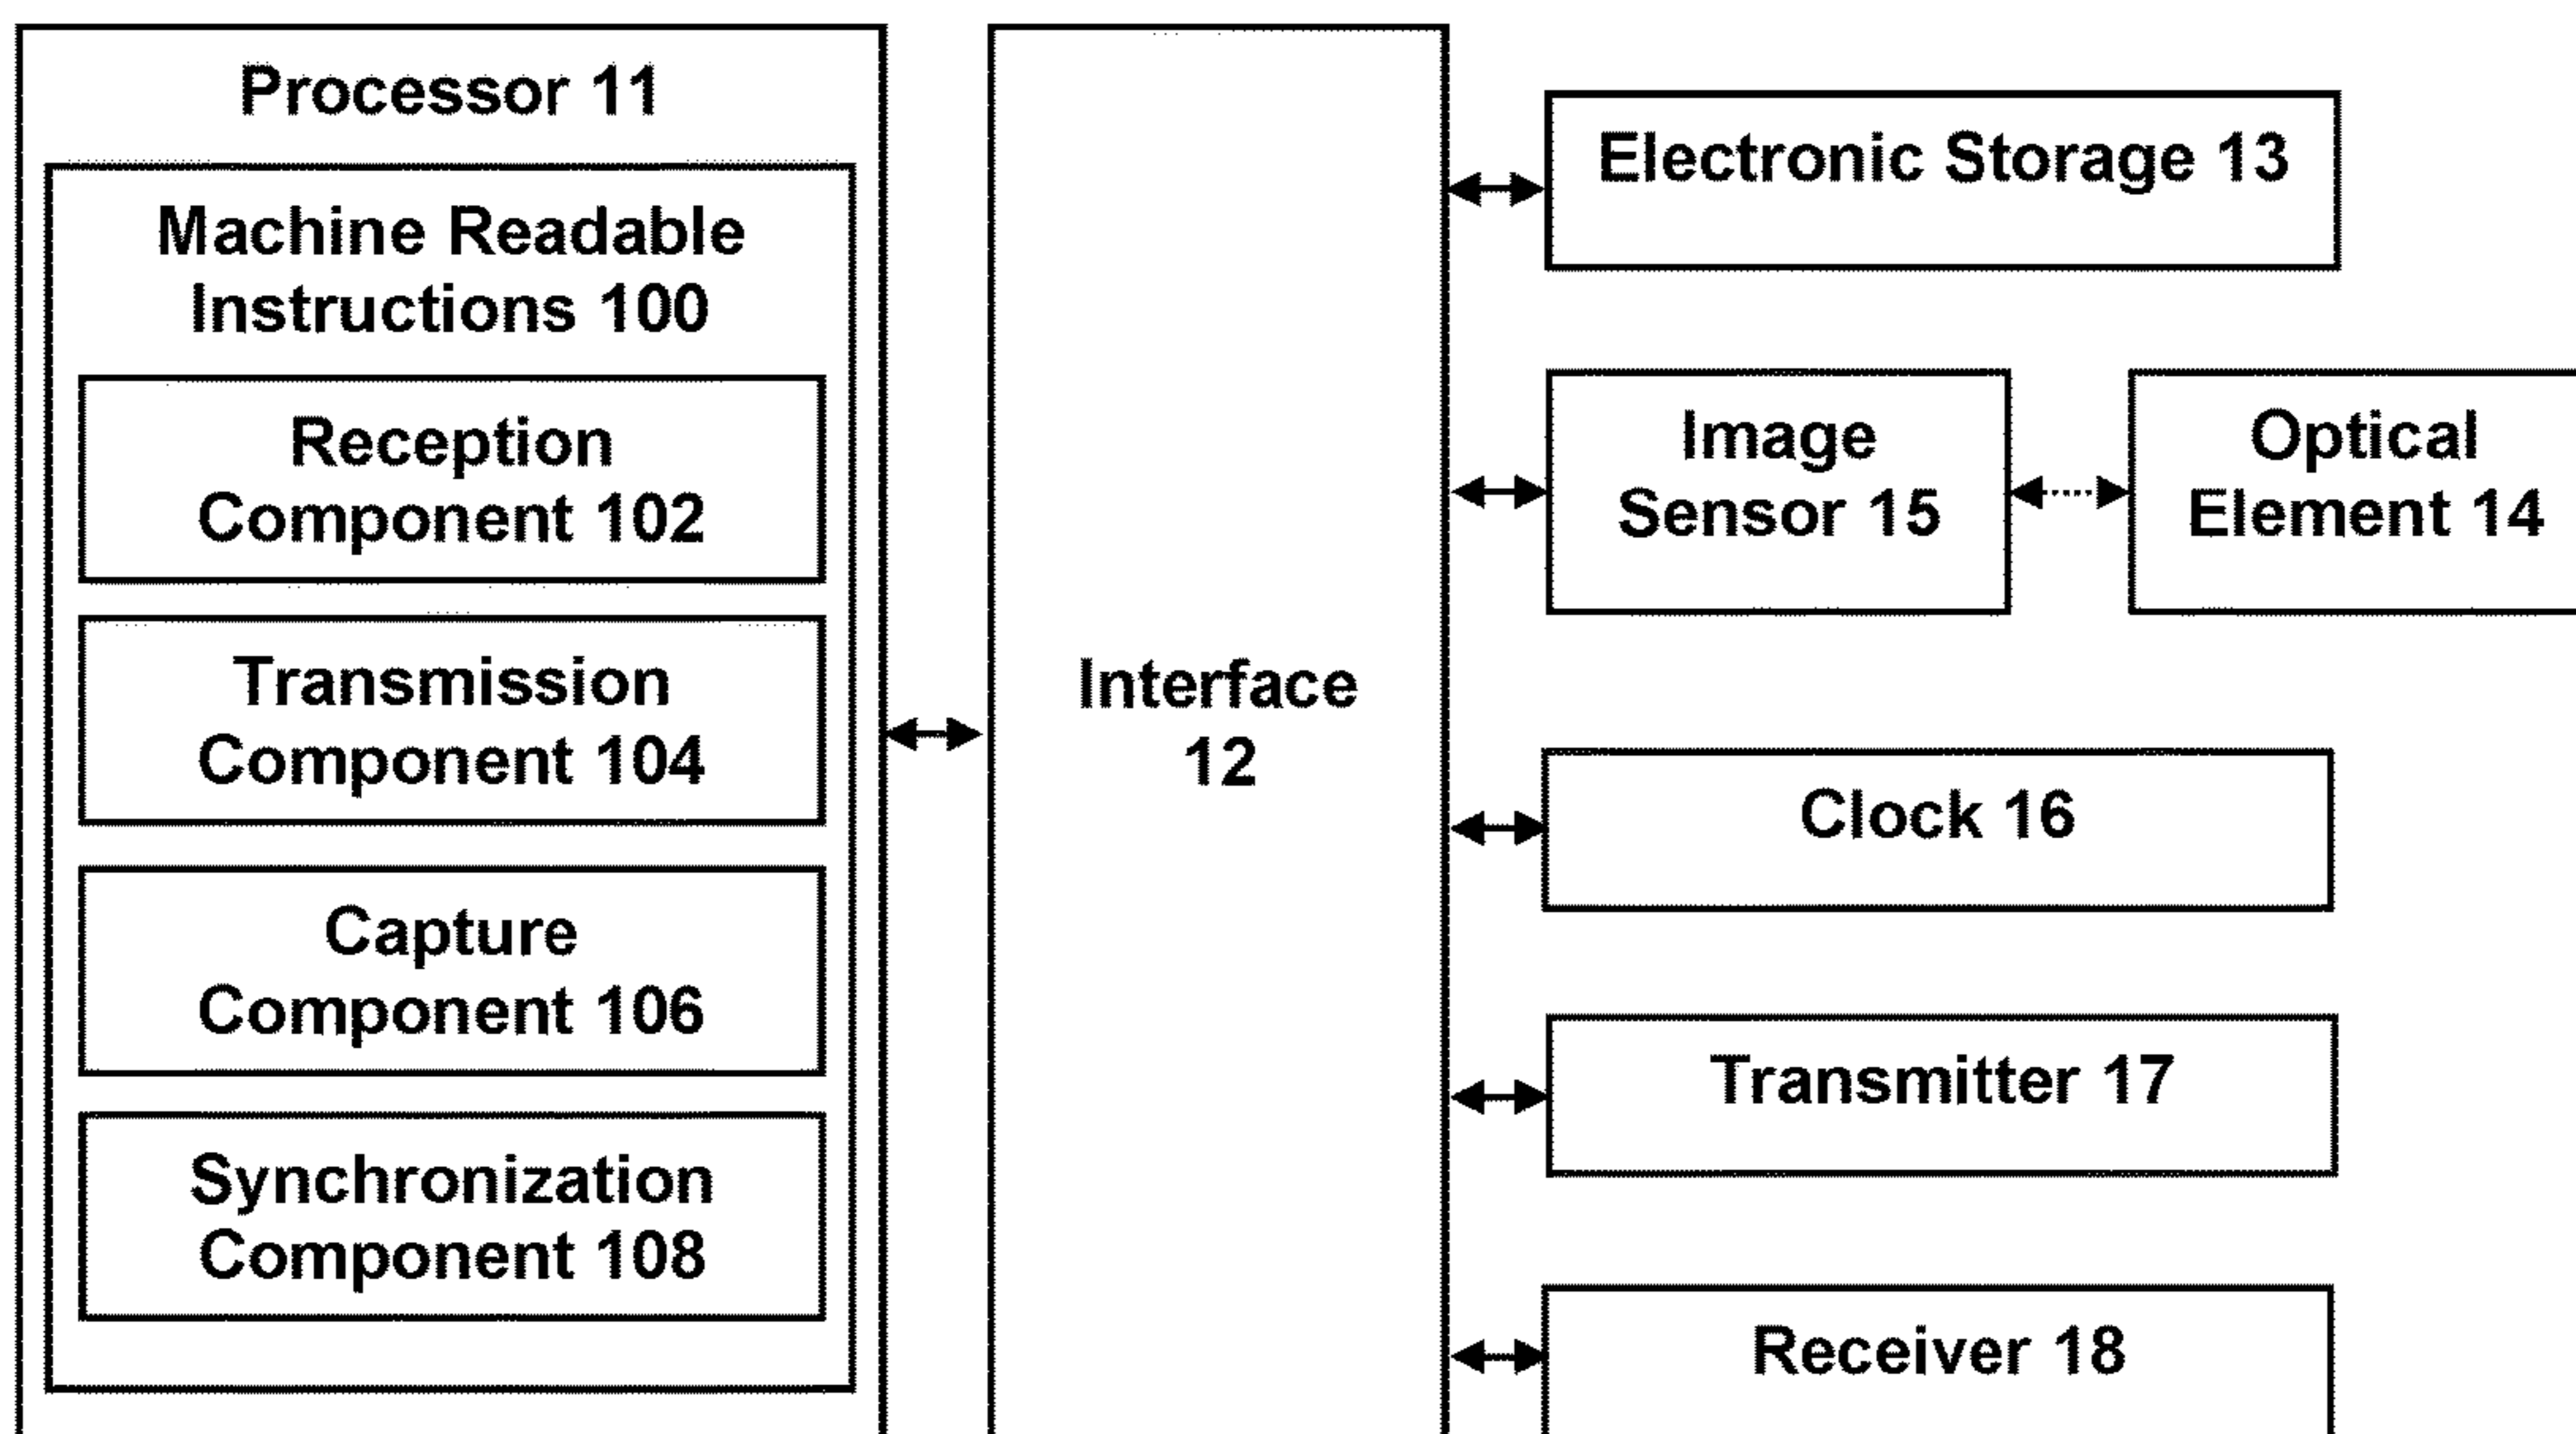 Processor 11
Machine Readable
Instructions 100
Reception
Component 102
Transmission
Component 104
Capture
Component 106
Synchronization
Component 108
Interface
12
Electronic Storage 13
Image
Sensor 15
Optical
Element 14
Clock 16
Transmitter 17
Receiver 18